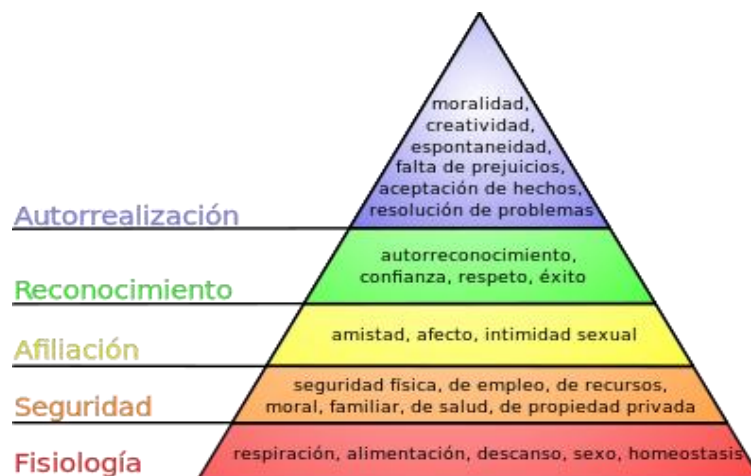 moralidad,
creatividad,
espontaneidad,
falta de prejuicios,
aceptación de hechos,
resolución de problemas
Autorrealización
autorreconocimiento,
confianza, respeto, éxito
Reconocimiento
amistad, afecto, intimidad sexual
Afiliación
seguridad física, de empleo, de recursos,
moral, familiar, de salud, de propiedad privada
Seguridad
respiración, alimentación, descanso, sexo, homeostasis
Fisiología